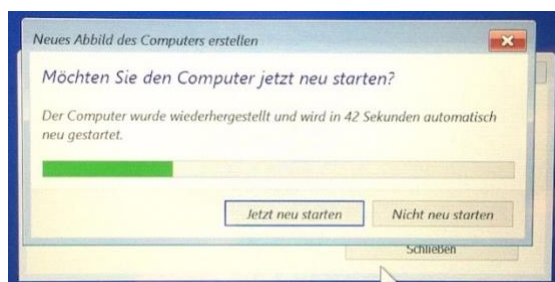 Neues Abbild des Computers erstellen
Möchten Sie den Computer jetzt neu starten?
Der Computer wurde wiederhergestellt und wird in 42 Sekunden automatisch
neu gestartet.
Jetzt neu starten
Nicht neu starten
Schließen